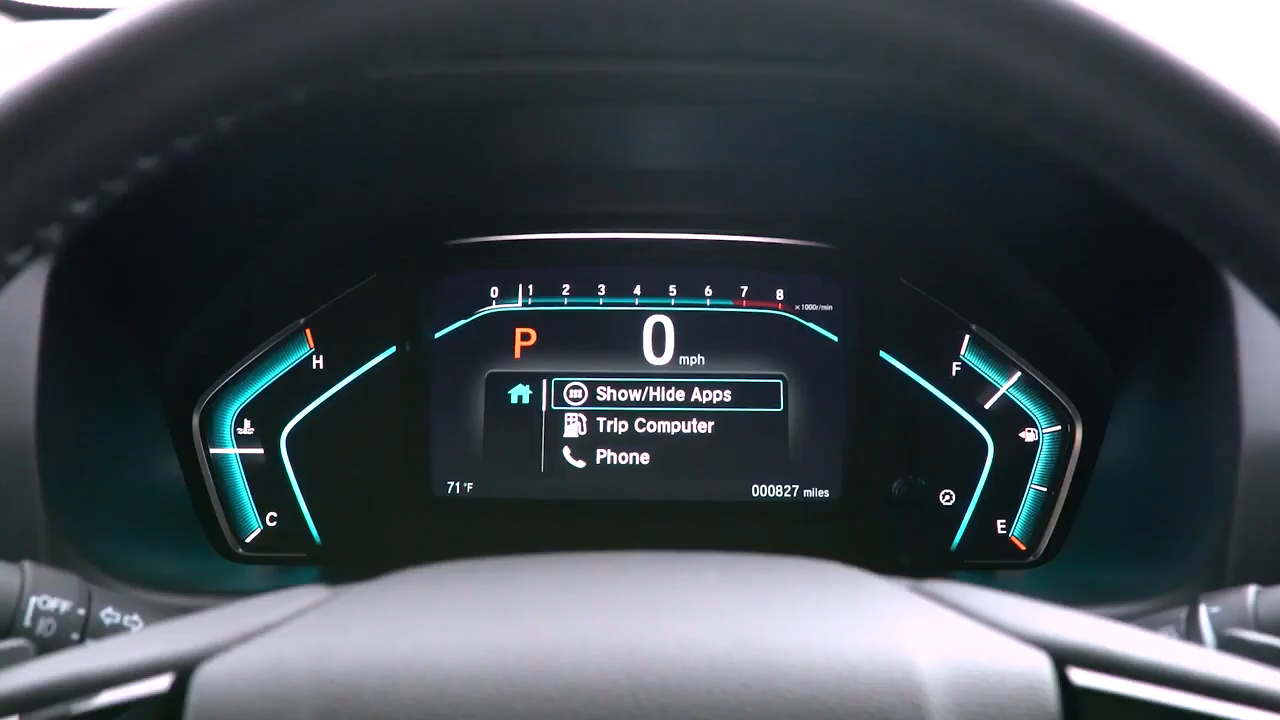 0 1 2 3 4 5 6 7 8 ×1000r/min
P 0 mph
H
F
Show/Hide Apps
Trip Computer
Phone
71°F
000827 miles
C
E
OFF